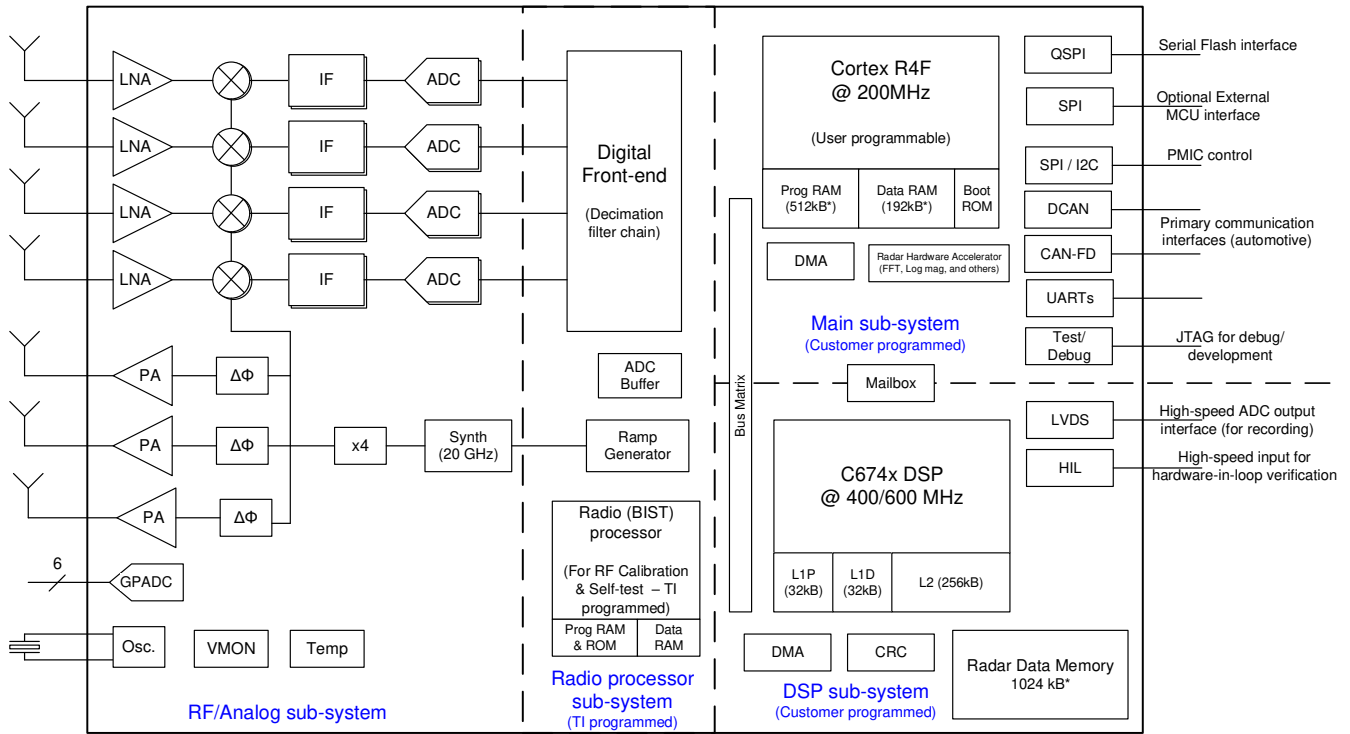 LNA
IF
ADC
LNA
IF
ADC
LNA
IF
ADC
LNA
IF
ADC
PA
ΔΦ
PA
ΔΦ
PA
ΔΦ
x4
Synth
(20 GHz)
6
GPADC
Osc.
VMON
Temp
RF/Analog sub-system
Digital
Front-end
(Decimation
filter chain)
ADC
Buffer
Ramp
Generator
Radio (BIST)
processor
(For RF Calibration
& Self-test – TI
programmed)
Prog RAM
& ROM
Data
RAM
Radio processor
sub-system
(TI programmed)
Bus Matrix
Cortex R4F
@ 200MHz
(User programmable)
Prog RAM
(512kB*)
Data RAM
(192kB*)
Boot
ROM
DMA
Radar Hardware Accelerator
(FFT, Log mag, and others)
Main sub-system
(Customer programmed)
Mailbox
C674x DSP
@ 400/600 MHz
L1P
(32kB)
L1D
(32kB)
L2 (256kB)
DMA
CRC
DSP sub-system
(Customer programmed)
Radar Data Memory
1024 kB*
QSPI
Serial Flash interface
SPI
Optional External
MCU interface
SPI / I2C
PMIC control
DCAN
Primary communication
interfaces (automotive)
CAN-FD
UARTs
Test/
Debug
JTAG for debug/
development
LVDS
High-speed ADC output
interface (for recording)
HIL
High-speed input for
hardware-in-loop verification